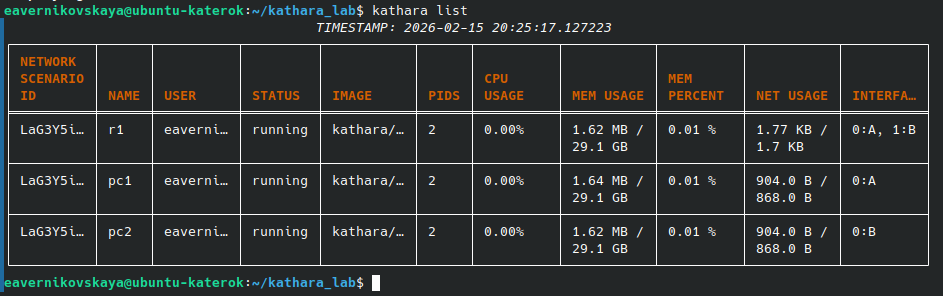 eavernikovskaya@ubuntu-katerok:~/kathara_lab$ kathara list
TIMESTAMP: 2026-02-15 20:25:17.127223
NETWORK SCENARIO ID NAME USER STATUS IMAGE PIDS CPU USAGE MEM USAGE MEM PERCENT NET USAGE INTERFA…
LaG3Y5i… r1 eaverni… running kathara/… 2 0.00% 1.62 MB / 29.1 GB 0.01 % 1.77 KB / 1.7 KB 0:A, 1:B
LaG3Y5i… pc1 eaverni… running kathara/… 2 0.00% 1.64 MB / 29.1 GB 0.01 % 904.0 B / 868.0 B 0:A
LaG3Y5i… pc2 eaverni… running kathara/… 2 0.00% 1.62 MB / 29.1 GB 0.01 % 904.0 B / 868.0 B 0:B
eavernikovskaya@ubuntu-katerok:~/kathara_lab$